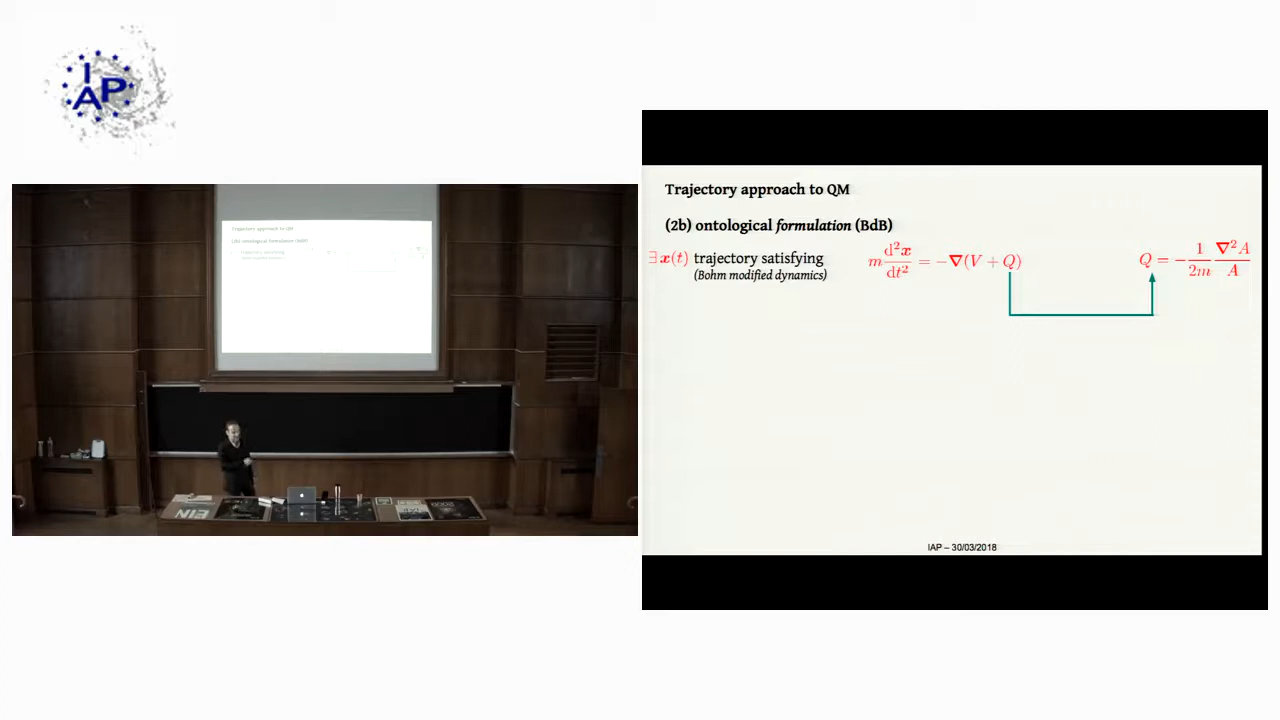 IAP
Trajectory approach to QM
(2b) ontological formulation (BdB)
∃ x(t) trajectory satisfying m d²x/dt² = −∇(V + Q) Q = − 1/2m ∇²A/A
(Bohm modified dynamics)
IAP – 30/03/2018